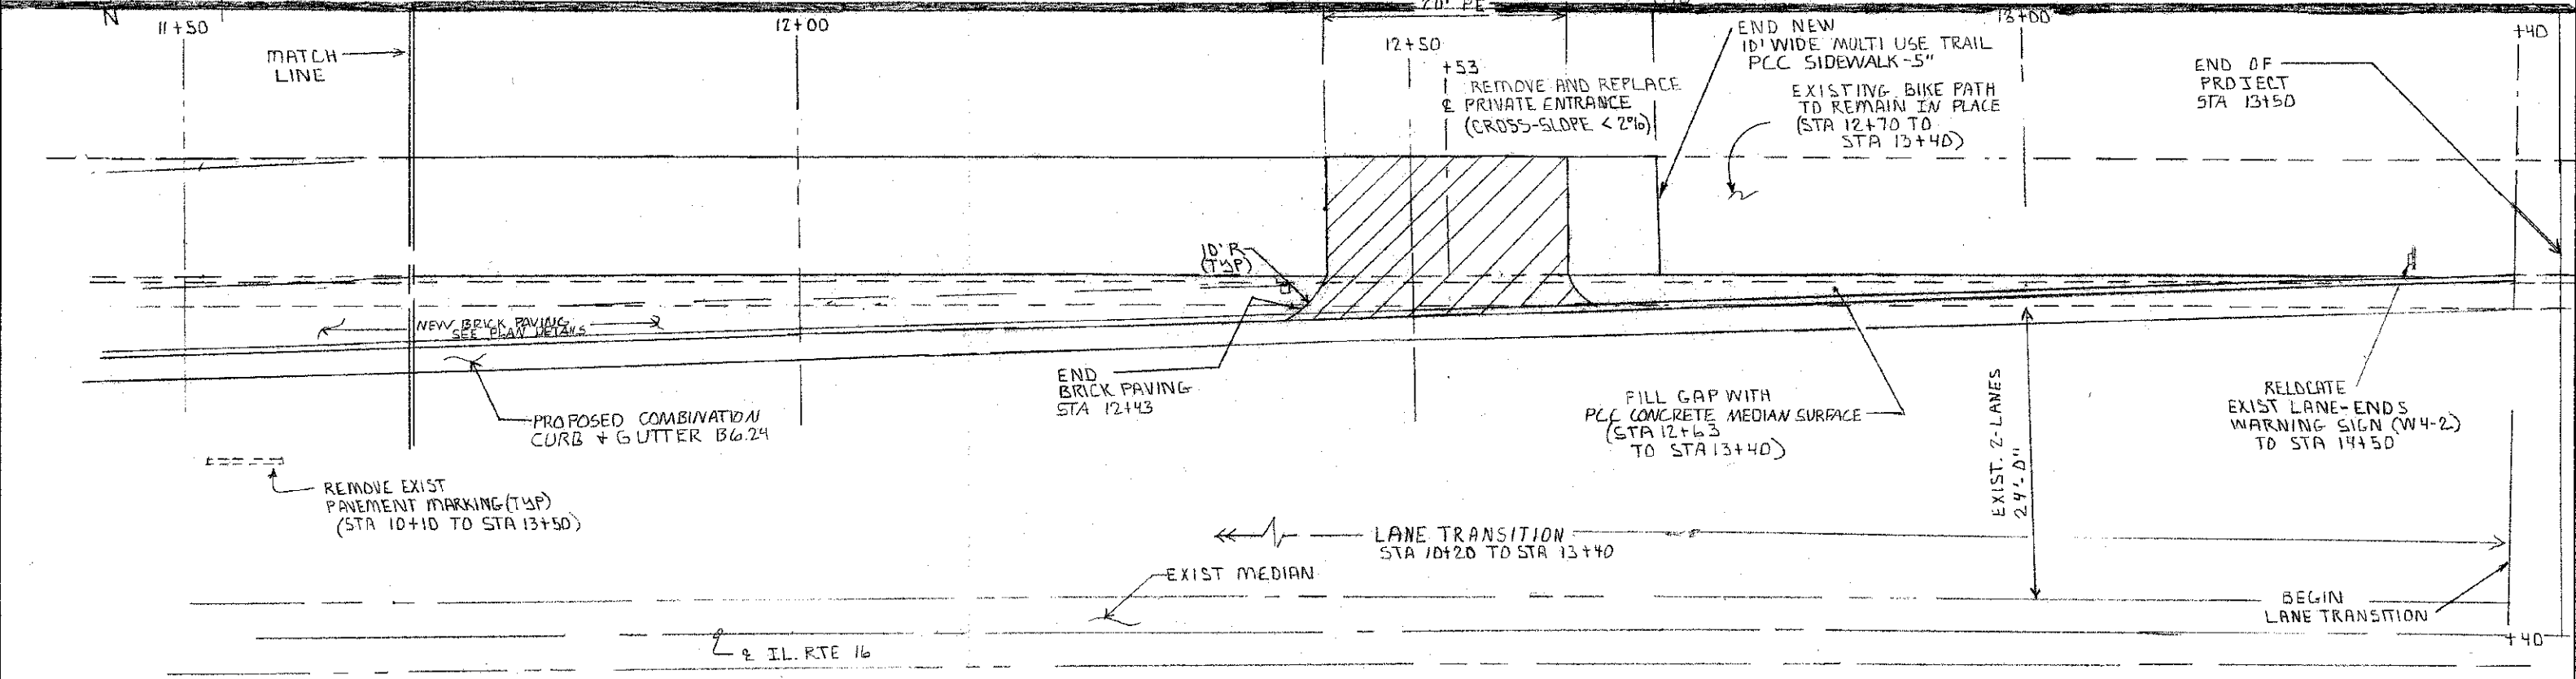 N
11+50
12+00
20' PE
13+00
+40
MATCH
LINE
12+50
+53
REMOVE AND REPLACE
℄ PRIVATE ENTRANCE
(CROSS-SLOPE < 2%)
END NEW
10' WIDE MULTI USE TRAIL
PCC SIDEWALK-5"
EXISTING BIKE PATH
TO REMAIN IN PLACE
(STA 12+70 TO
STA 13+40)
END OF
PROJECT
STA 13+50
10' R
(TYP)
NEW BRICK PAVING
SEE PLAN DETAILS
PROPOSED COMBINATION
CURB + GUTTER B6.24
END
BRICK PAVING
STA 12+43
FILL GAP WITH
PCC CONCRETE MEDIAN SURFACE
(STA 12+63
TO STA 13+40)
EXIST. 2-LANES
24'-0"
RELOCATE
EXIST LANE-ENDS
WARNING SIGN (W4-2)
TO STA 14+50
REMOVE EXIST
PAVEMENT MARKING (TYP)
(STA 10+10 TO STA 13+50)
LANE TRANSITION
STA 10+20 TO STA 13+40
EXIST MEDIAN
BEGIN
LANE TRANSITION
+40
℄ IL. RTE 16